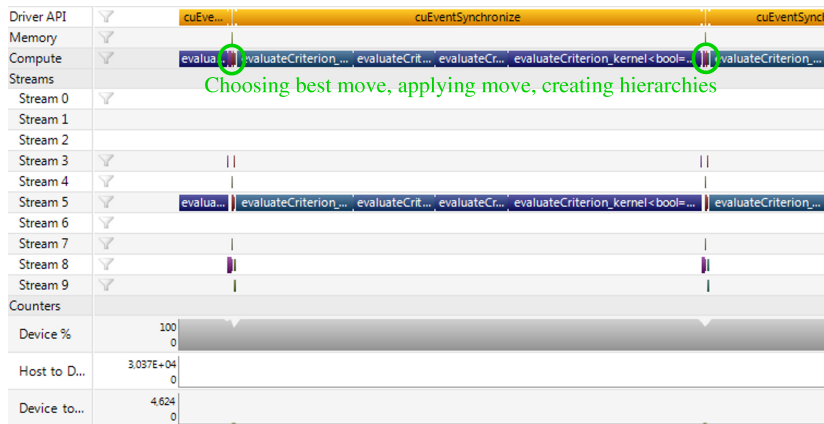 Driver API cuEve... cuEventSynchronize cuEventSyncl
Memory
Compute evalua... evaluateCriterion_... evaluateCrit... evaluateCr... evaluateCriterion_kernel<bool=... evaluateCriterion_...
Streams
Choosing best move, applying move, creating hierarchies
Stream 0
Stream 1
Stream 2
Stream 3
Stream 4
Stream 5 evalua... evaluateCriterion_... evaluateCrit... evaluateCr... evaluateCriterion_kernel<bool=... evaluateCriterion_...
Stream 6
Stream 7
Stream 8
Stream 9
Counters
Device % 100
0
Host to D... 3,037E+04
0
Device to... 4,624
0